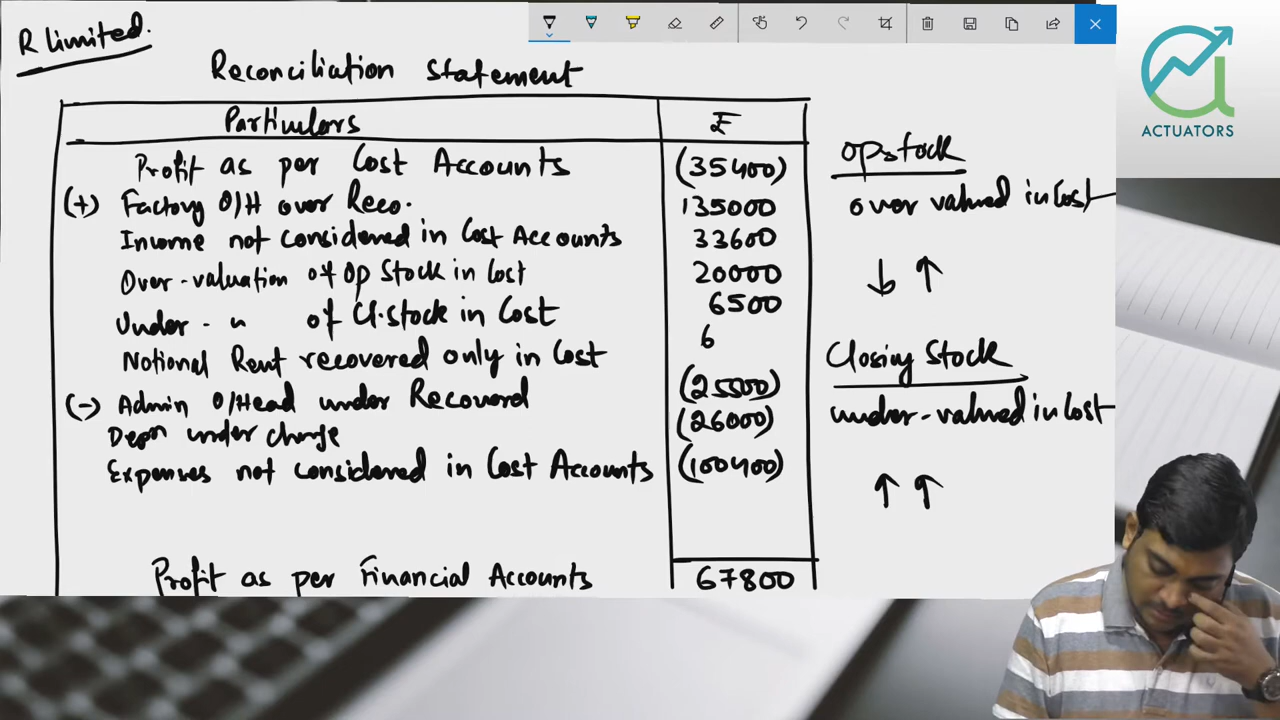 R limited.
Reconciliation Statement
Particulars ₹
Profit as per Cost Accounts (35400)
(+) Factory O/H over Reco. 135000
Income not considered in Cost Accounts 33600
Over-valuation of Op Stock in Cost 20000
Under - " of Cl. Stock in Cost 6500
Notional Rent recovered only in Cost 6
(-) Admin O/Head under Recovered (25500)
Depn under charge (26000)
Expenses not considered in Cost Accounts (100400)
Profit as per Financial Accounts 67800
Op stock
over valued in Cost
↓ ↑
Closing Stock
under-valued in Cost
↑ ↑
ACTUATORS